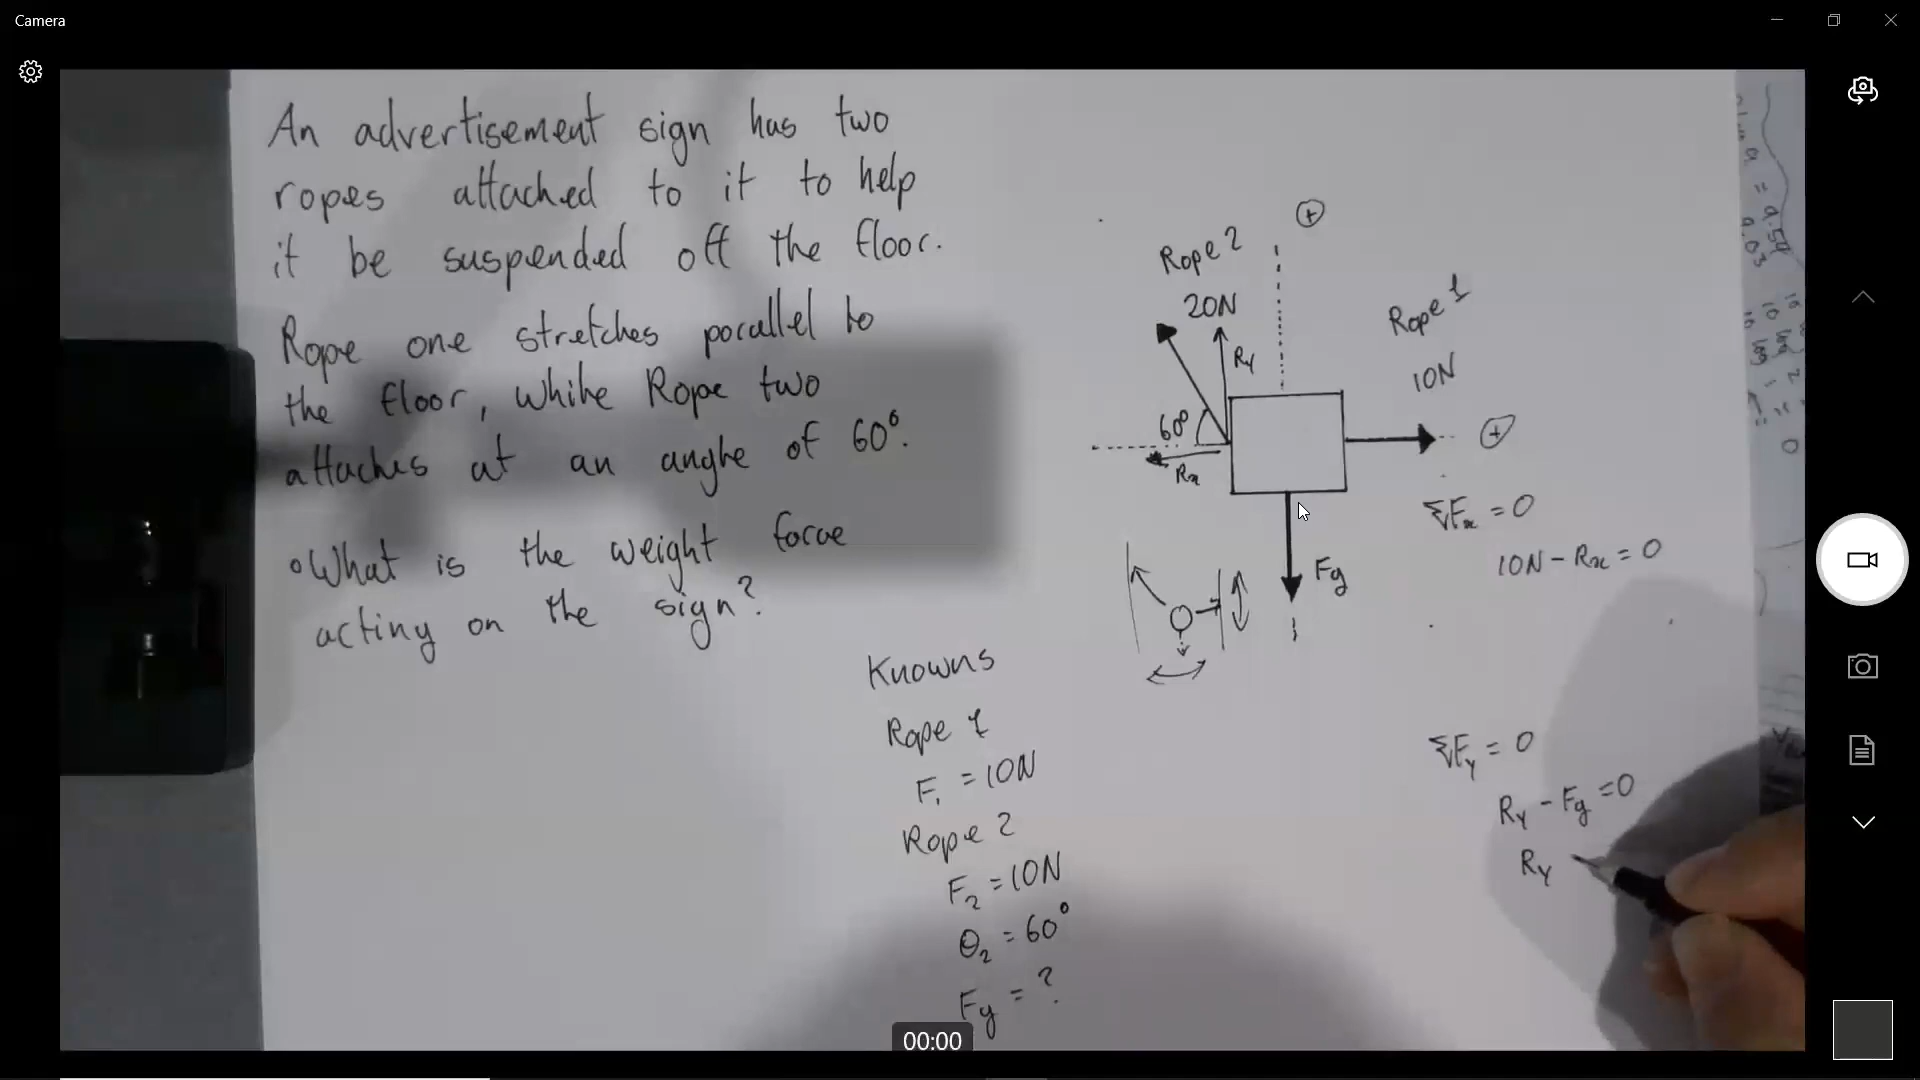 Camera
An advertisement sign has two
ropes attached to it to help
it be suspended off the floor.
Rope one stretches parallel to
the floor, while Rope two
attaches at an angle of 60°.
• What is the weight force
acting on the sign?
Knowns
Rope 1
F₁ = 10N
Rope 2
F₂ = 10N
θ₂ = 60°
Fg = ?
Rope 2
20N
Ry
60°
Rx
Fg
+
Rope 1
10N
+
ΣFx = 0
10N - Rx = 0
ΣFy = 0
Ry - Fg = 0
Ry
00:00